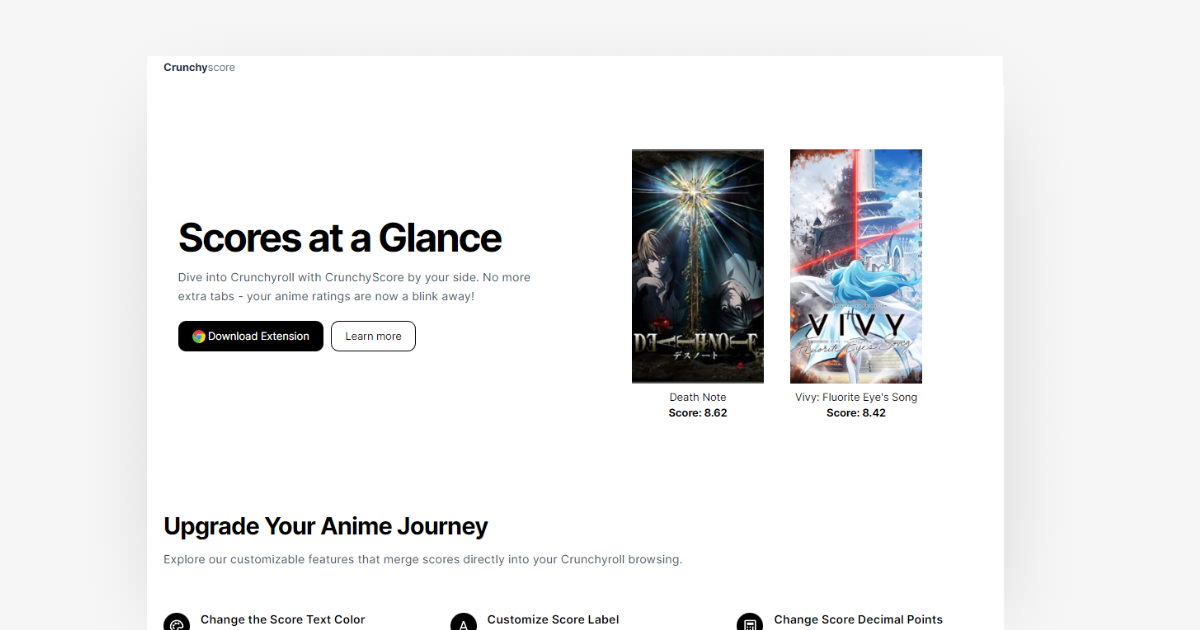 Crunchyscore
Scores at a Glance
Dive into Crunchyroll with CrunchyScore by your side. No more
extra tabs - your anime ratings are now a blink away!
Download Extension
Learn more
DEATH NOTE
デスノート
VIVY
Fluorite Eye's Song
Death Note
Score: 8.62
Vivy: Fluorite Eye's Song
Score: 8.42
Upgrade Your Anime Journey
Explore our customizable features that merge scores directly into your Crunchyroll browsing.
Change the Score Text Color
A
Customize Score Label
Change Score Decimal Points